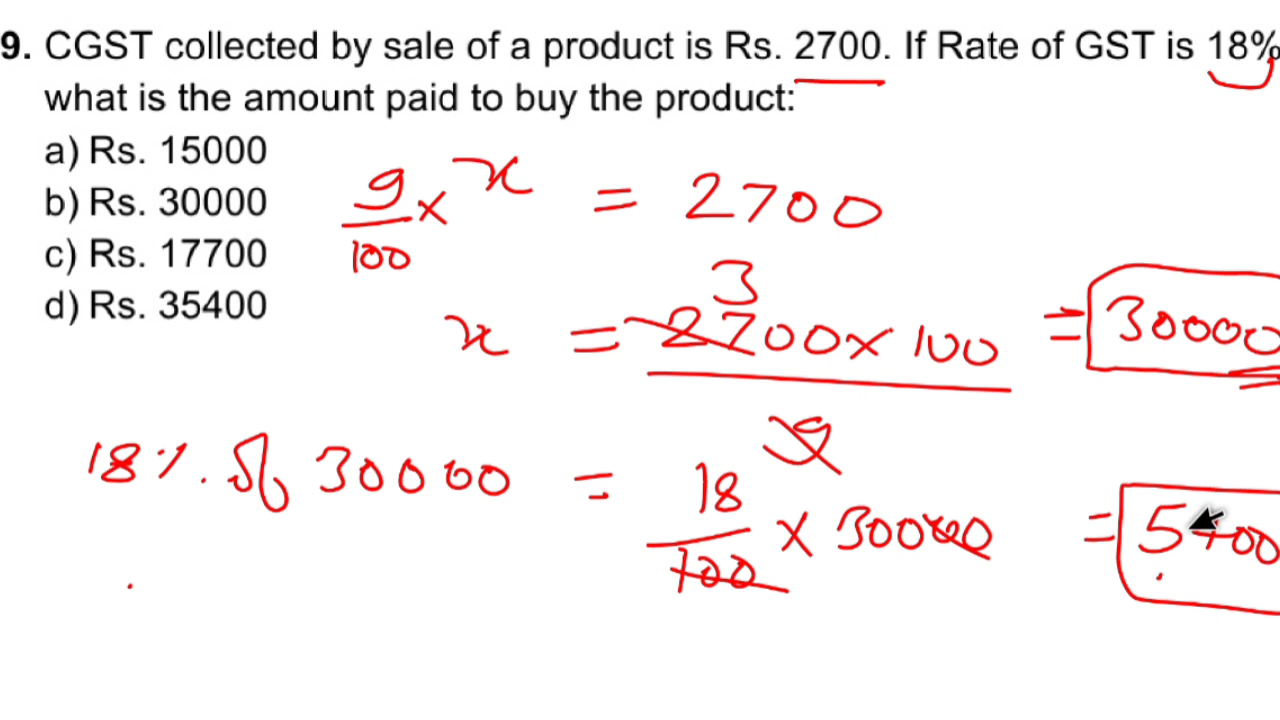 9. CGST collected by sale of a product is Rs. 2700. If Rate of GST is 18%
what is the amount paid to buy the product:
a) Rs. 15000
b) Rs. 30000
c) Rs. 17700
d) Rs. 35400
9/100 × x = 2700
x = 2700 × 100 / 9 = 30000
3
18% of 30000 = 18/100 × 30000 = 5400